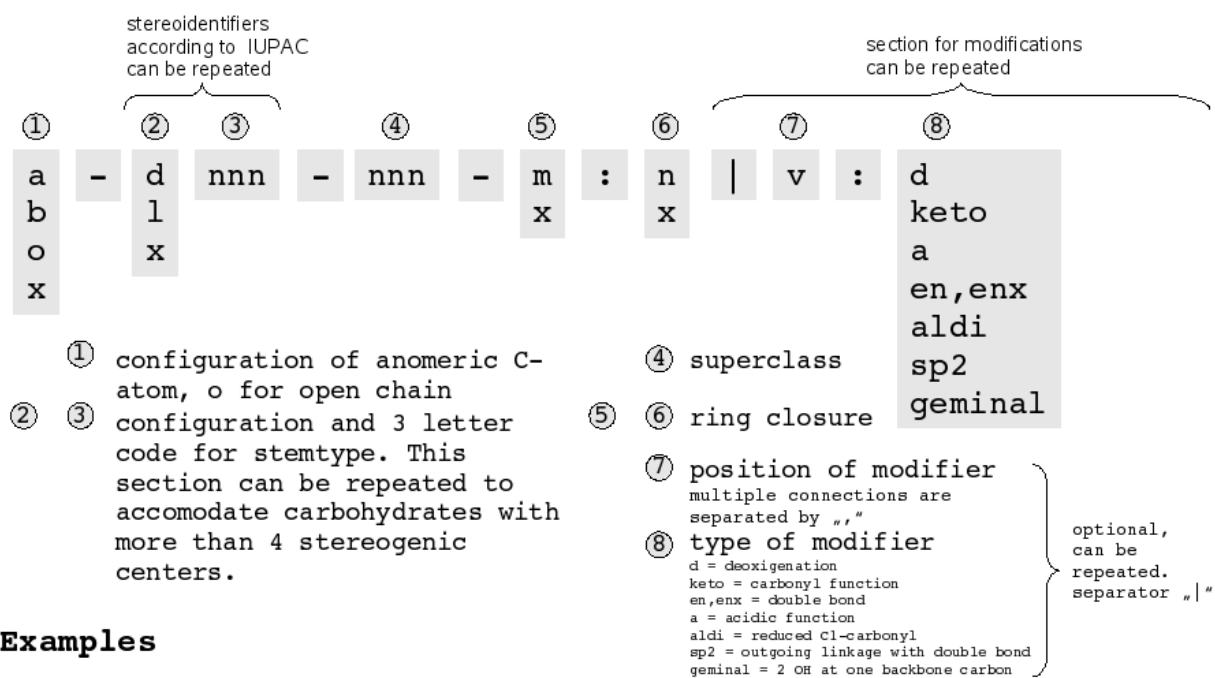 stereoidentifiers
according to IUPAC
can be repeated
section for modifications
can be repeated
① ② ③ ④ ⑤ ⑥ ⑦ ⑧
a - d nnn - nnn - m : n | v : d
b l x x keto
o x a
x en,enx
aldi
sp2
geminal
① configuration of anomeric C-
atom, o for open chain
② ③ configuration and 3 letter
code for stemtype. This
section can be repeated to
accomodate carbohydrates with
more than 4 stereogenic
centers.
④ superclass
⑤ ⑥ ring closure
⑦ position of modifier
multiple connections are
separated by „,“
⑧ type of modifier
d = deoxigenation
keto = carbonyl function
en,enx = double bond
a = acidic function
aldi = reduced C1-carbonyl
sp2 = outgoing linkage with double bond
geminal = 2 OH at one backbone carbon
optional,
can be
repeated.
separator „|“
Examples